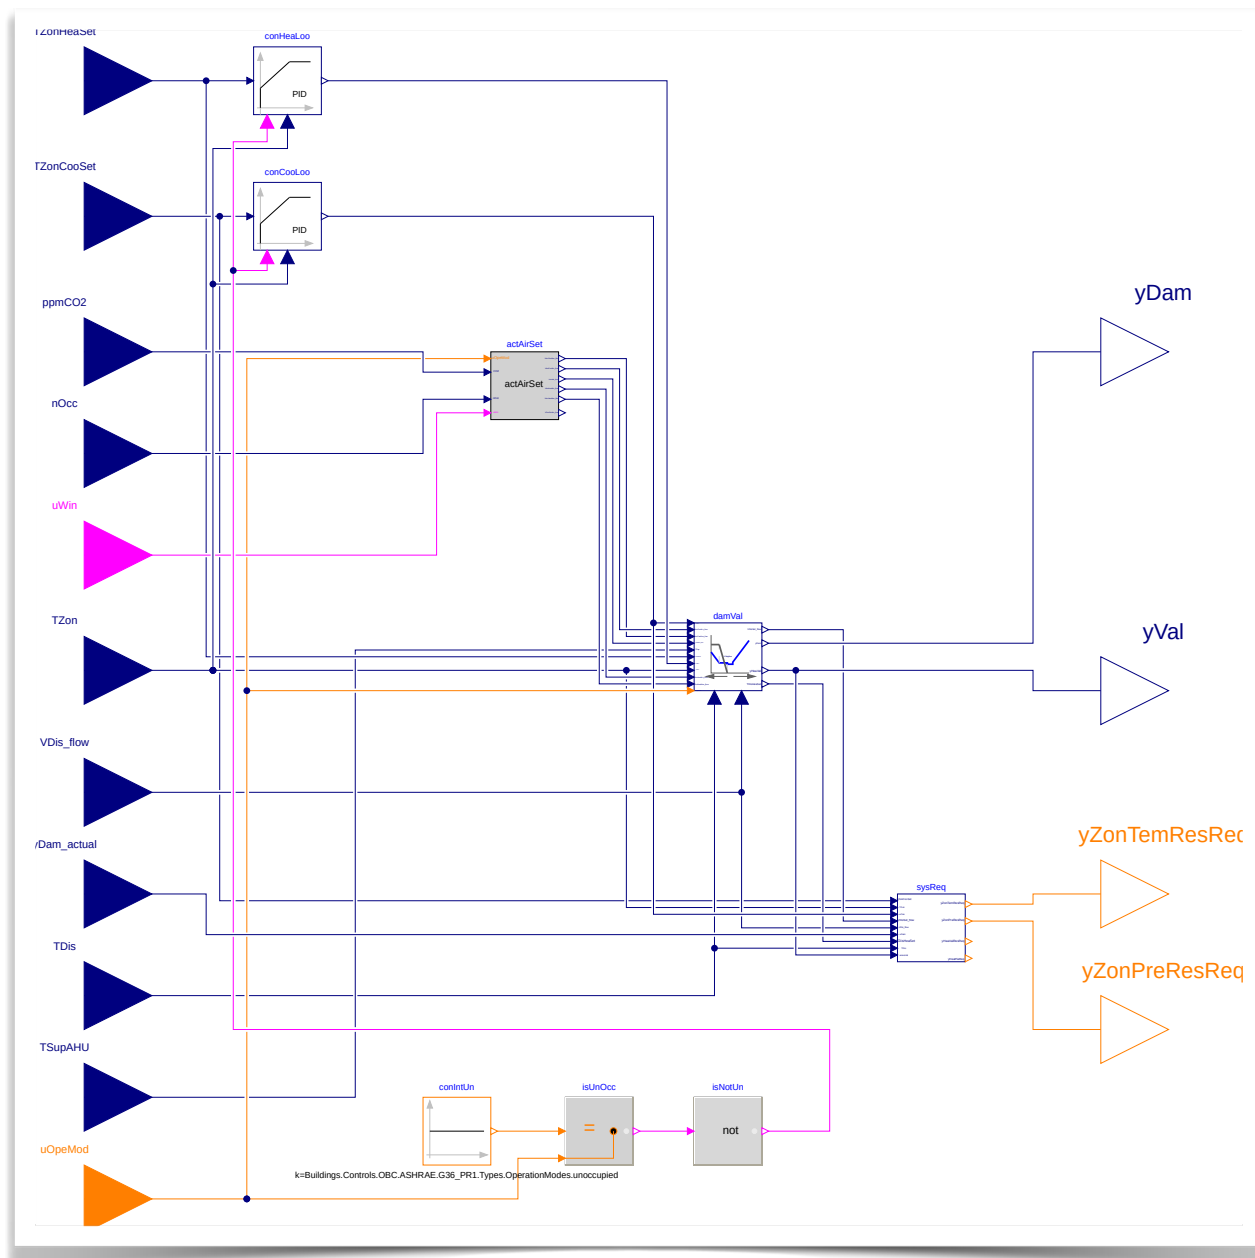 TZonHeaSet
conHeaLoo
PID
TZonCooSet
conCooLoo
PID
ppmCO2
yDam
actAirSet
actAirSet
nOcc
uWin
TZon
damVal
yVal
VDis_flow
yDam_actual
yZonTemResReq
sysReq
TDis
yZonPreResReq
TSupAHU
conIntUn
isUnOcc
isNotUn
=
not
uOpeMod
k=Buildings.Controls.OBC.ASHRAE.G36_PR1.Types.OperationModes.unoccupied